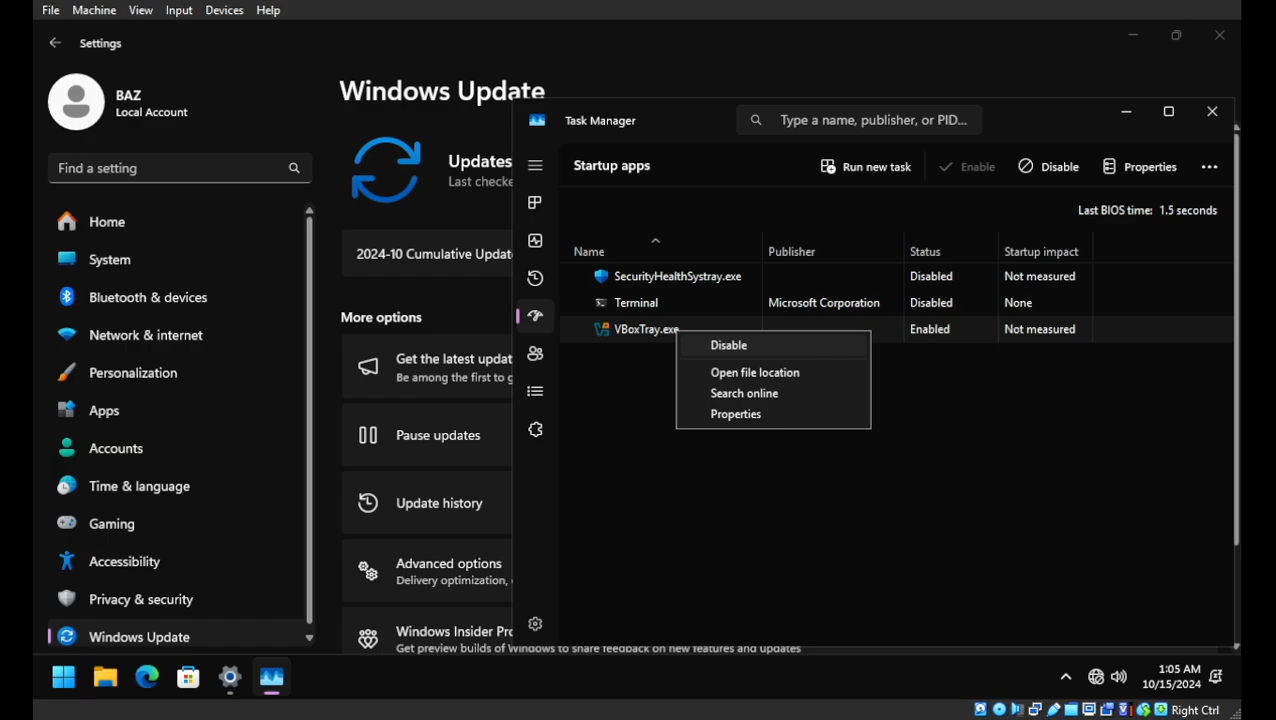 File Machine View Input Devices Help
Settings
BAZ
Local Account
Find a setting
Home
System
Bluetooth & devices
Network & internet
Personalization
Apps
Accounts
Time & language
Gaming
Accessibility
Privacy & security
Windows Update
Windows Update
Updates
Last checke
2024-10 Cumulative Updat
More options
Get the latest updat
Be among the first to g
Pause updates
Update history
Advanced options
Delivery optimization,
Windows Insider Pro
Get preview builds of Windows to share feedback on new features and updates
Task Manager
Type a name, publisher, or PID...
Startup apps
Run new task Enable Disable Properties
Last BIOS time: 1.5 seconds
Name Publisher Status Startup impact
SecurityHealthSystray.exe Disabled Not measured
Terminal Microsoft Corporation Disabled None
VBoxTray.exe Enabled Not measured
Disable
Open file location
Search online
Properties
1:05 AM
10/15/2024
Right Ctrl